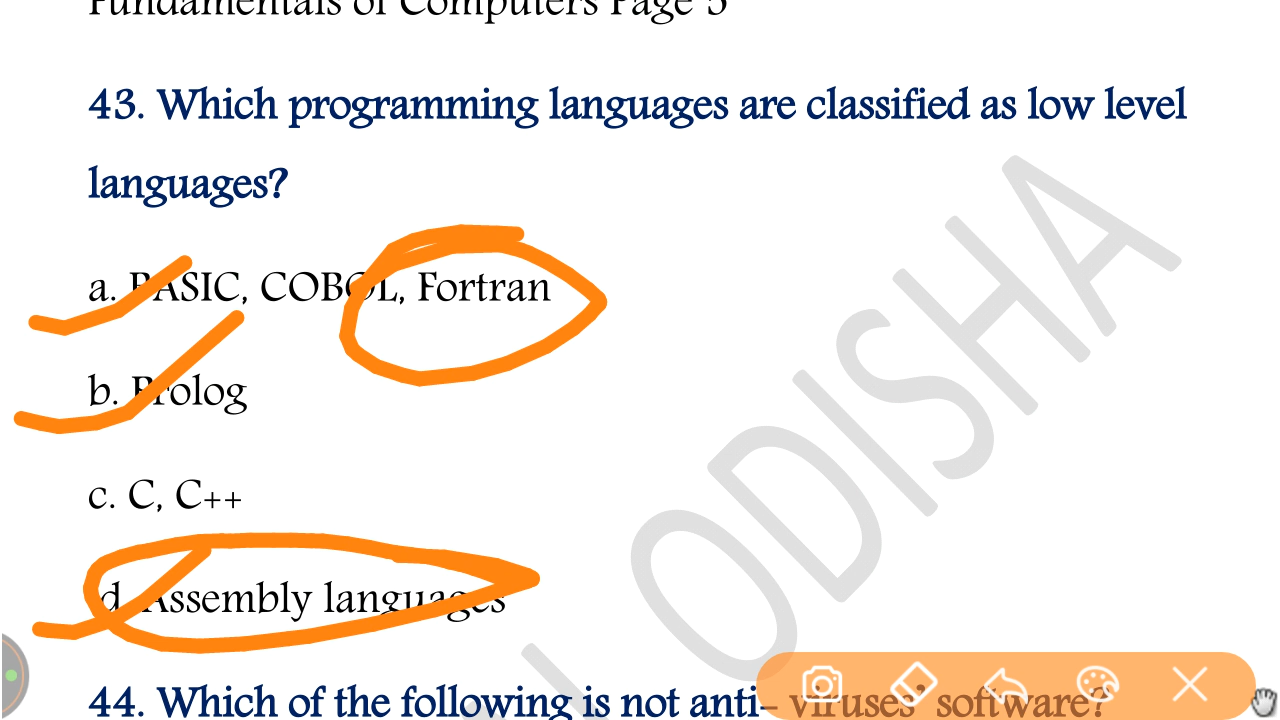 Fundamentals of Computers Page 5
43. Which programming languages are classified as low level
languages?
a. BASIC, COBOL, Fortran
b. Prolog
c. C, C++
d. Assembly languages
44. Which of the following is not anti- viruses' software?
ODISHA